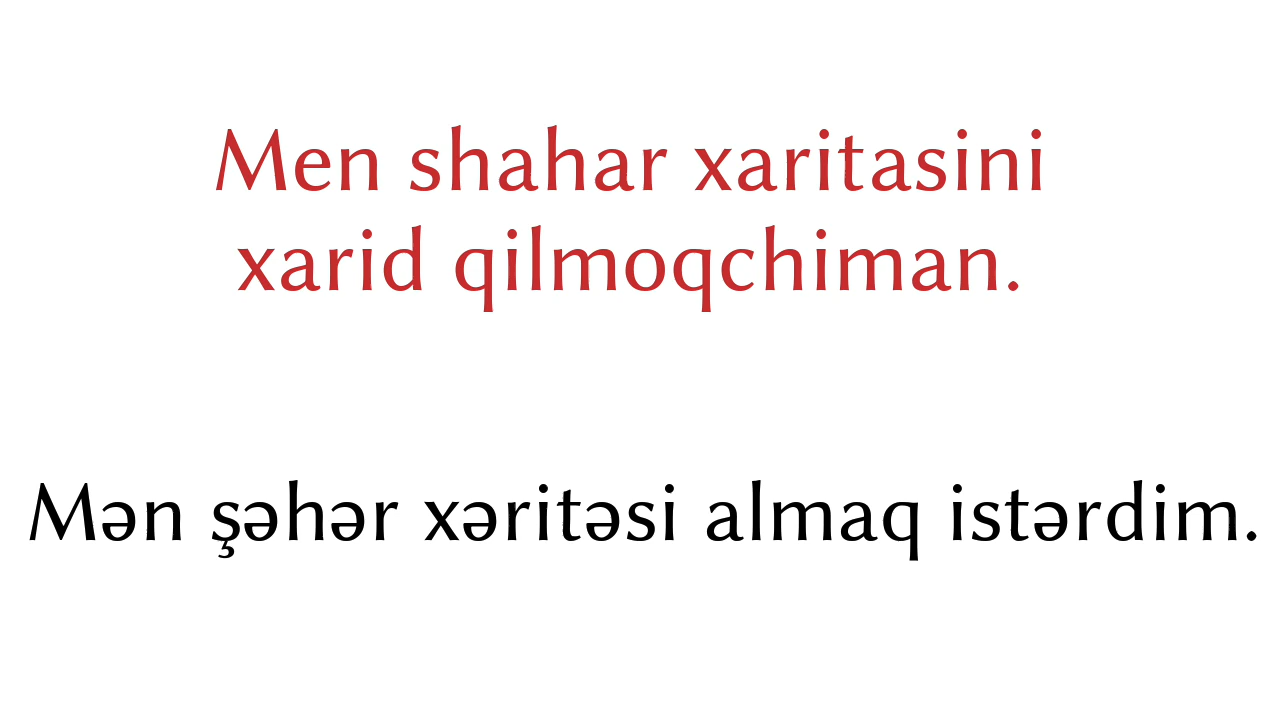 Men shahar xaritasini
xarid qilmoqchiman.
Mən şəhər xəritəsi almaq istərdim.